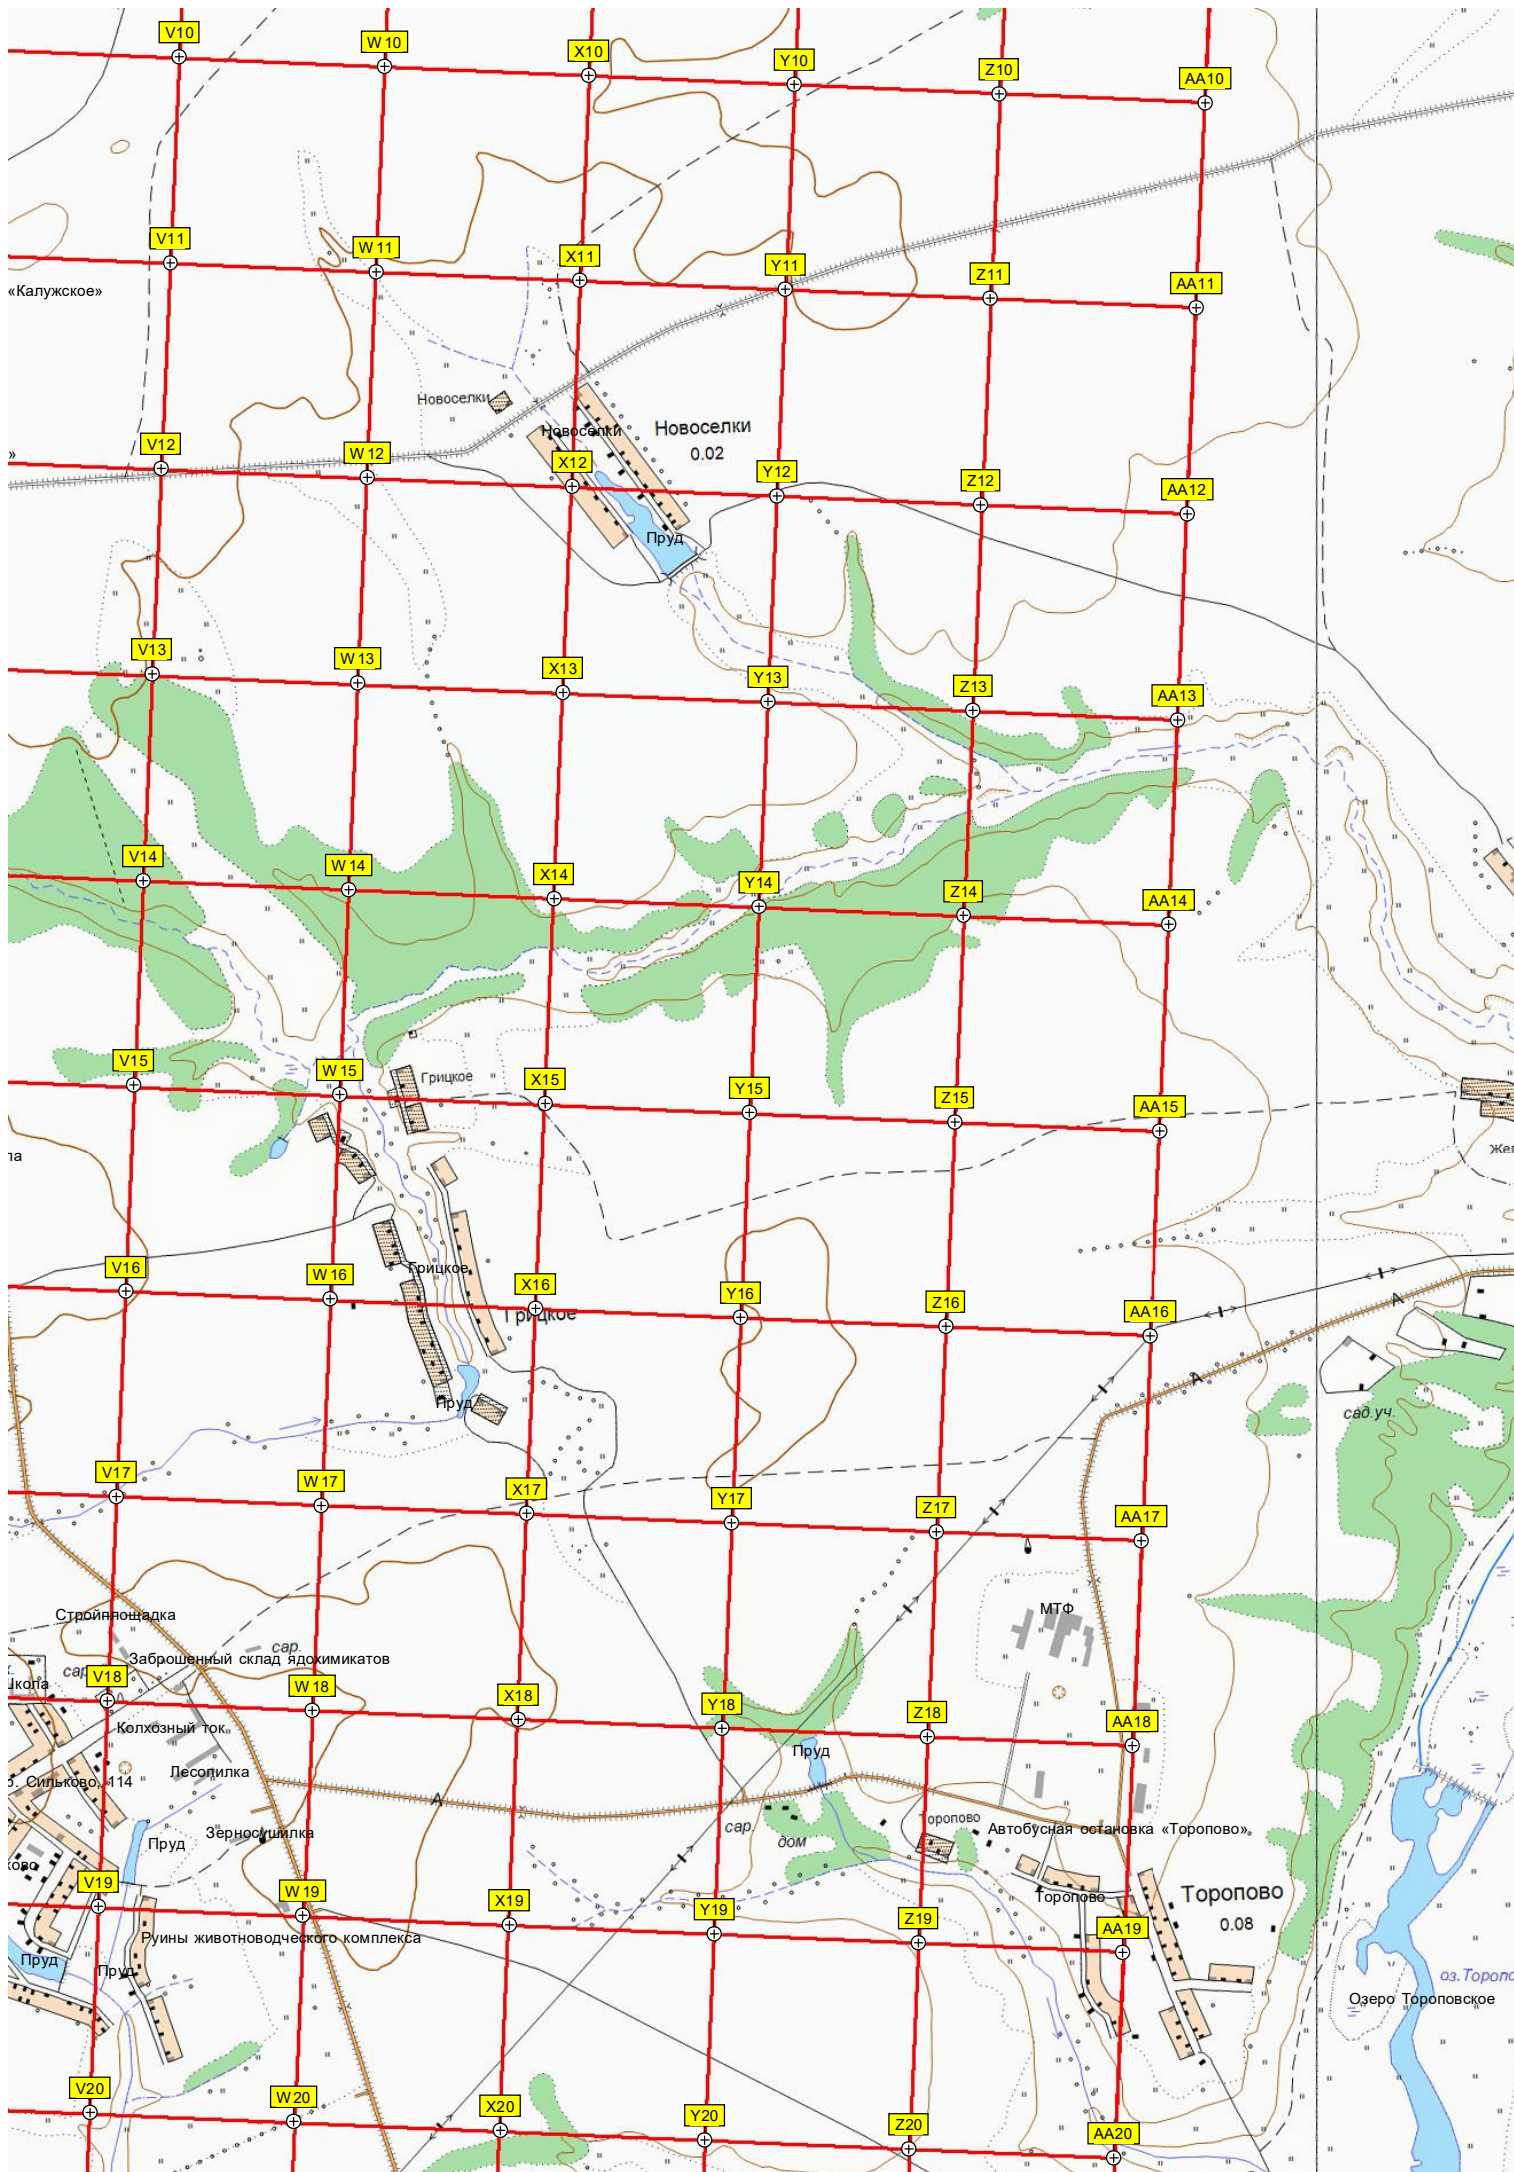 V10
W10
X10
Y10
Z10
AA10
V11
W11
X11
Y11
Z11
AA11
«Калужское»
Новоселки
Новоселки
Новоселки
0.02
»
V12
W12
X12
Y12
Z12
AA12
Пруд
V13
W13
X13
Y13
Z13
AA13
V14
W14
X14
Y14
Z14
AA14
V15
W15
Грицкое
X15
Y15
Z15
AA15
V16
W16
Грицкое
X16
Грицкое
Y16
Z16
AA16
А
А
Пруд
сад.уч.
V17
W17
X17
Y17
Z17
AA17
Стройплощадка
МТФ
сар.
Заброшенный склад ядохимикатов
сар
V18
W18
X18
Y18
Z18
AA18
Колхозный ток
Пруд
Лесопилка
Сильково, 114
А
сар.
дом
Торопово
Автобусная остановка «Торопово»
Зерносушилка
Пруд
V19
W19
X19
Y19
Z19
AA19
Торопово
Торопово
0.08
Руины животноводческого комплекса
Пруд
Пруд
Озеро Тороповское
V20
W20
X20
Y20
Z20
AA20